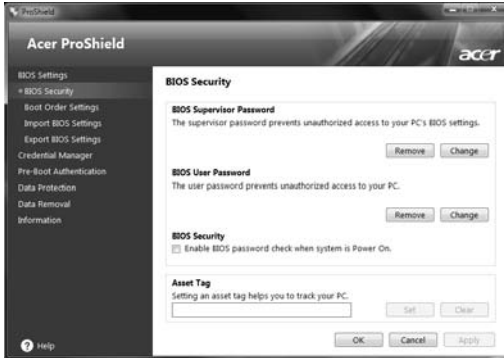 ProShield
Acer ProShield
acer
BIOS Settings
BIOS Security
Boot Order Settings
Import BIOS Settings
Export BIOS Settings
Credential Manager
Pre-Boot Authentication
Data Protection
Data Removal
Information
Help
BIOS Security
BIOS Supervisor Password
The supervisor password prevents unauthorized access to your PC's BIOS settings.
Remove Change
BIOS User Password
The user password prevents unauthorized access to your PC.
Remove Change
BIOS Security
Enable BIOS password check when system is Power On.
Asset Tag
Setting an asset tag helps you to track your PC.
Set Clear
OK Cancel Apply